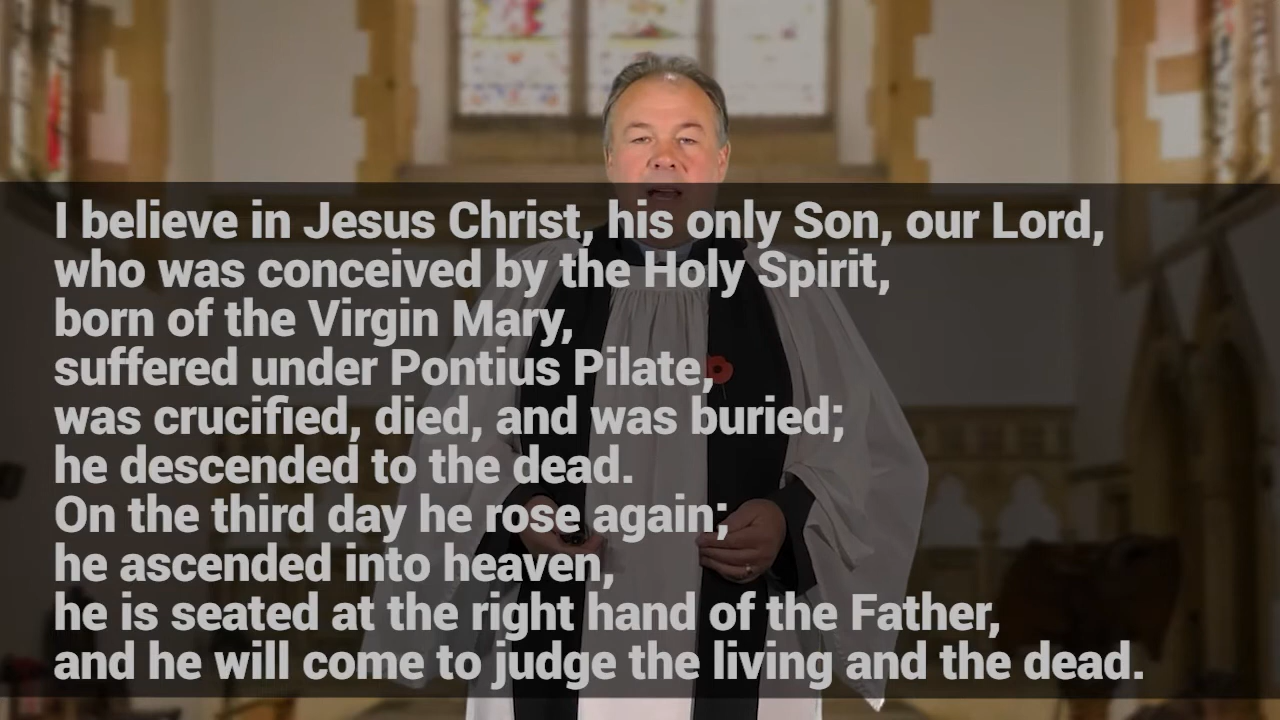 I believe in Jesus Christ, his only Son, our Lord,
who was conceived by the Holy Spirit,
born of the Virgin Mary,
suffered under Pontius Pilate,
was crucified, died, and was buried;
he descended to the dead.
On the third day he rose again;
he ascended into heaven,
he is seated at the right hand of the Father,
and he will come to judge the living and the dead.